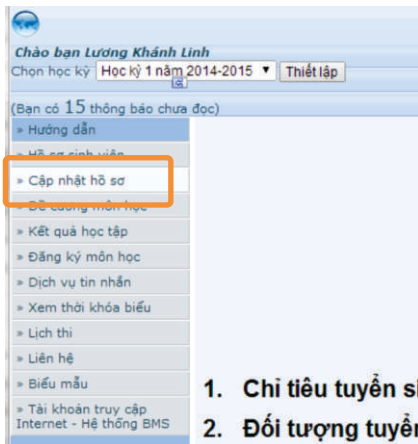 Chào bạn Lương Khánh Linh
Chọn học kỳ Học kỳ 1 năm 2014-2015 ▼ Thiết lập
(Bạn có 15 thông báo chưa đọc)
» Hướng dẫn
» Hồ sơ sinh viên
» Cập nhật hồ sơ
» Đề cương môn học
» Kết quả học tập
» Đăng ký môn học
» Dịch vụ tin nhắn
» Xem thời khóa biểu
» Lịch thi
» Liên hệ
» Biểu mẫu
» Tài khoản truy cập
Internet - Hệ thống BMS
1. Chỉ tiêu tuyển si
2. Đối tượng tuyển